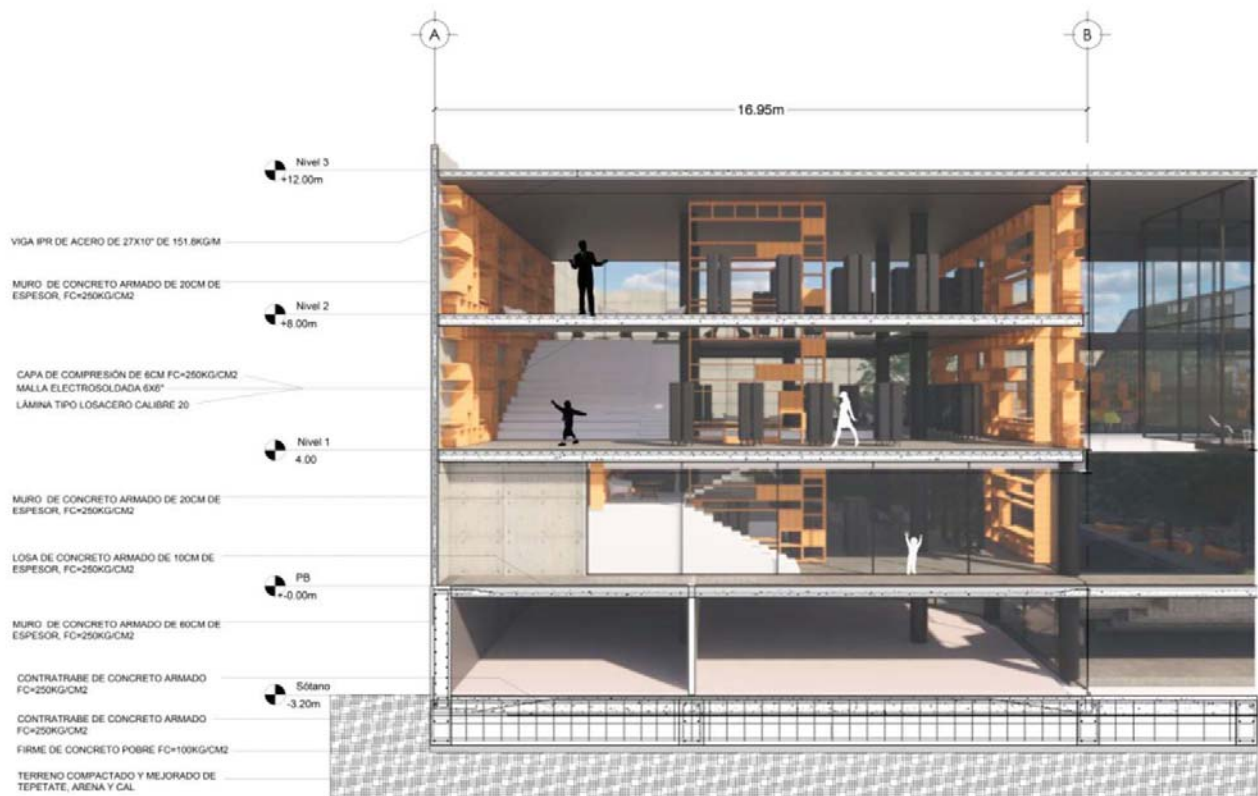 A
B
16.95m
Nivel 3
+12.00m
VIGA IPR DE ACERO DE 27X10" DE 151.8KG/M
MURO DE CONCRETO ARMADO DE 20CM DE
ESPESOR, FC=250KG/CM2
Nivel 2
+8.00m
CAPA DE COMPRESIÓN DE 6CM FC=250KG/CM2
MALLA ELECTROSOLDADA 6X6"
LÁMINA TIPO LOSACERO CALIBRE 20
Nivel 1
4.00
MURO DE CONCRETO ARMADO DE 20CM DE
ESPESOR, FC=250KG/CM2
LOSA DE CONCRETO ARMADO DE 10CM DE
ESPESOR, FC=250KG/CM2
PB
+-0.00m
MURO DE CONCRETO ARMADO DE 60CM DE
ESPESOR, FC=250KG/CM2
CONTRATRABE DE CONCRETO ARMADO
FC=250KG/CM2
Sótano
-3.20m
CONTRATRABE DE CONCRETO ARMADO
FC=250KG/CM2
FIRME DE CONCRETO POBRE FC=100KG/CM2
TERRENO COMPACTADO Y MEJORADO DE
TEPETATE, ARENA Y CAL